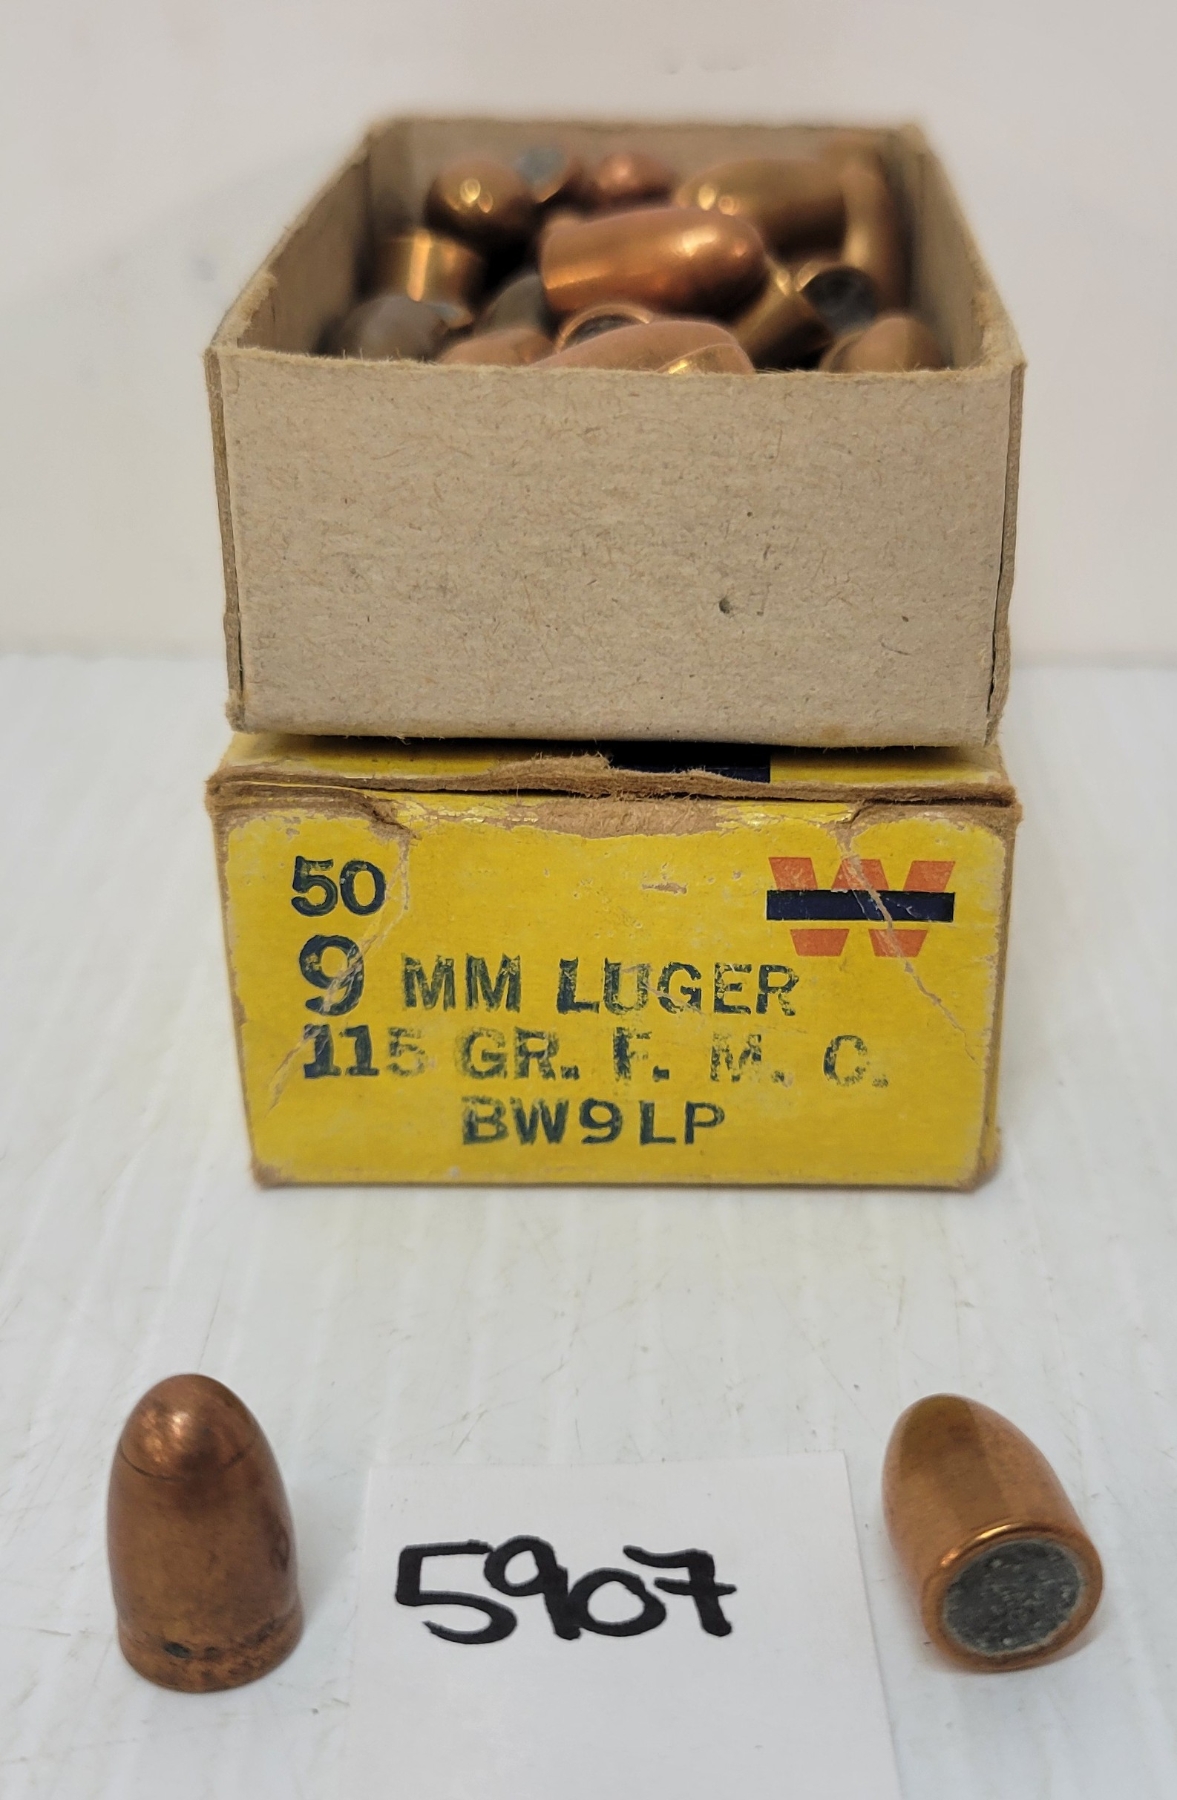 50
W
9 MM LUGER
115 GR. F. M. C.
BW9LP
5907